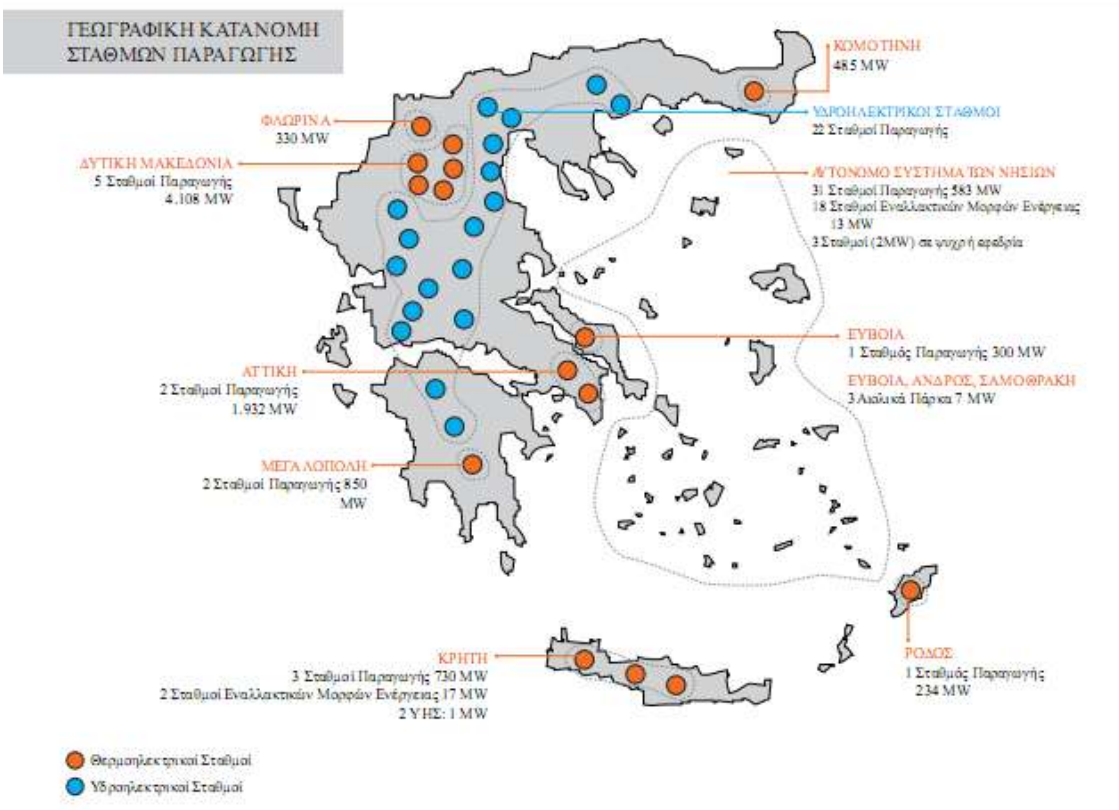 ΓΕΩΓΡΑΦΙΚΗ ΚΑΤΑΝΟΜΗ
ΣΤΑΘΜΩΝ ΠΑΡΑΓΩΓΗΣ
ΚΟΜΟΤΗΝΗ
485 MW
ΥΔΡΟΗΛΕΚΤΡΙΚΟΙ ΣΤΑΘΜΟΙ
22 Σταθμοί Παραγωγής
ΦΛΩΡΙΝΑ
330 MW
ΔΥΤΙΚΗ ΜΑΚΕΔΟΝΙΑ
5 Σταθμοί Παραγωγής
4.108 MW
ΑΥΤΟΝΟΜΟ ΣΥΣΤΗΜΑ ΤΩΝ ΝΗΣΙΩΝ
31 Σταθμοί Παραγωγής 583 MW
18 Σταθμοί Εναλλακτικών Μορφών Ενέργειας
13 MW
3 Σταθμοί (2MW) σε ψυχρή εφεδρία
ΕΥΒΟΙΑ
1 Σταθμός Παραγωγής 300 MW
ΕΥΒΟΙΑ, ΑΝΔΡΟΣ, ΣΑΜΟΘΡΑΚΗ
3 Αιολικά Πάρκα 7 MW
ΑΤΤΙΚΗ
2 Σταθμοί Παραγωγής
1.932 MW
ΜΕΓΑΛΟΠΟΛΗ
2 Σταθμοί Παραγωγής 850
MW
ΚΡΗΤΗ
3 Σταθμοί Παραγωγής 730 MW
2 Σταθμοί Εναλλακτικών Μορφών Ενέργειας 17 MW
2 ΥΗΣ: 1 MW
ΡΟΔΟΣ
1 Σταθμός Παραγωγής
234 MW
Θερμοηλεκτρικοί Σταθμοί
Υδροηλεκτρικοί Σταθμοί